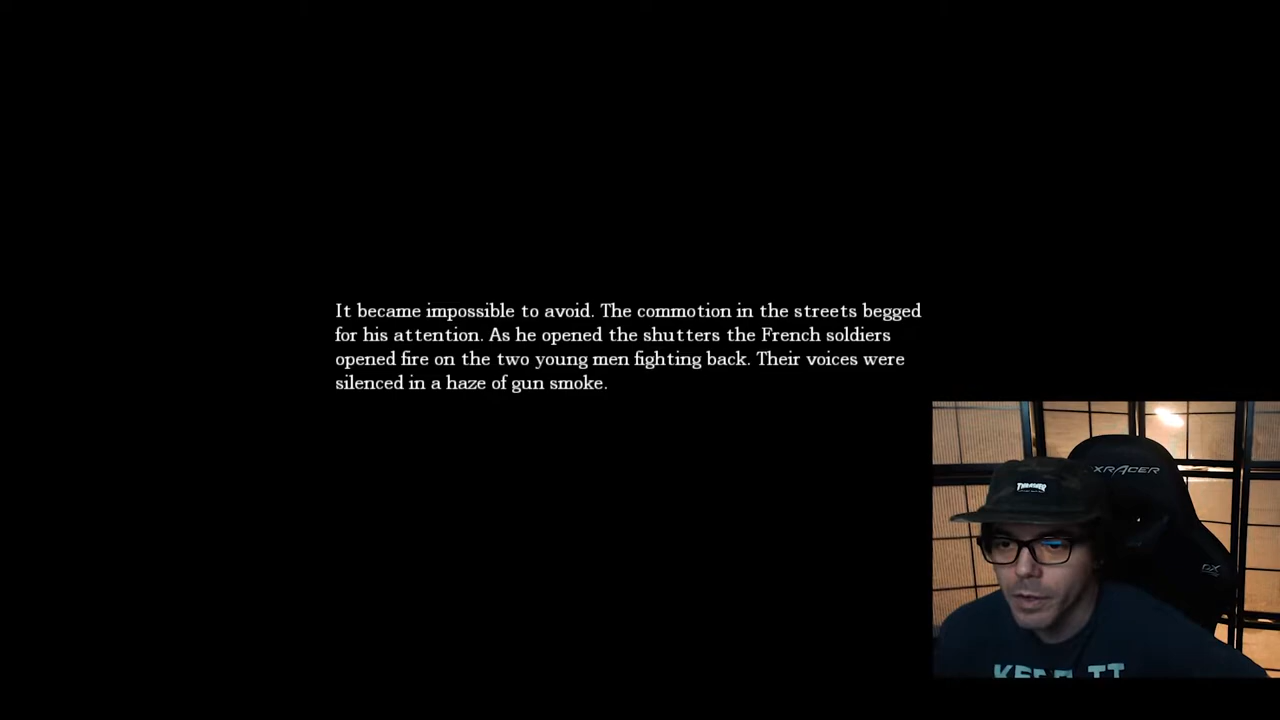 It became impossible to avoid. The commotion in the streets begged
for his attention. As he opened the shutters the French soldiers
opened fire on the two young men fighting back. Their voices were
silenced in a haze of gun smoke.
THRASHER
XRACER